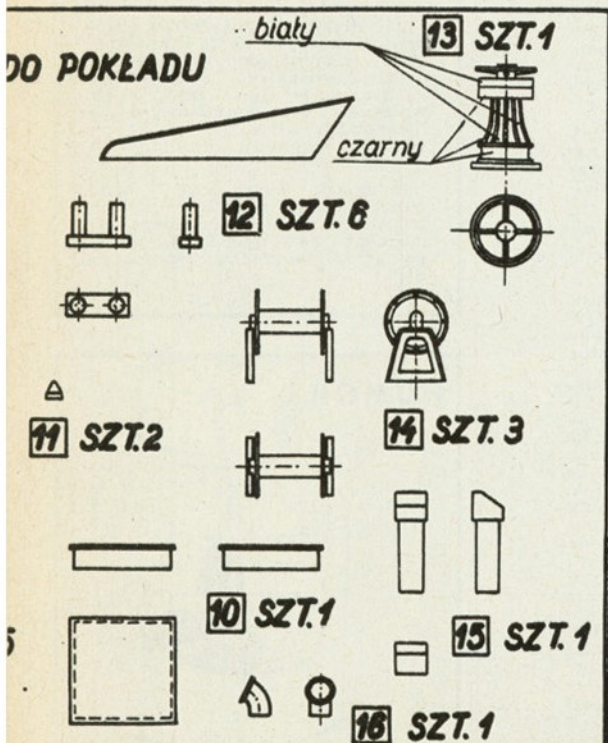 biały
13 SZT.1
DO POKŁADU
czarny
12 SZT.6
11 SZT.2
14 SZT.3
10 SZT.1
15 SZT.1
16 SZT.1